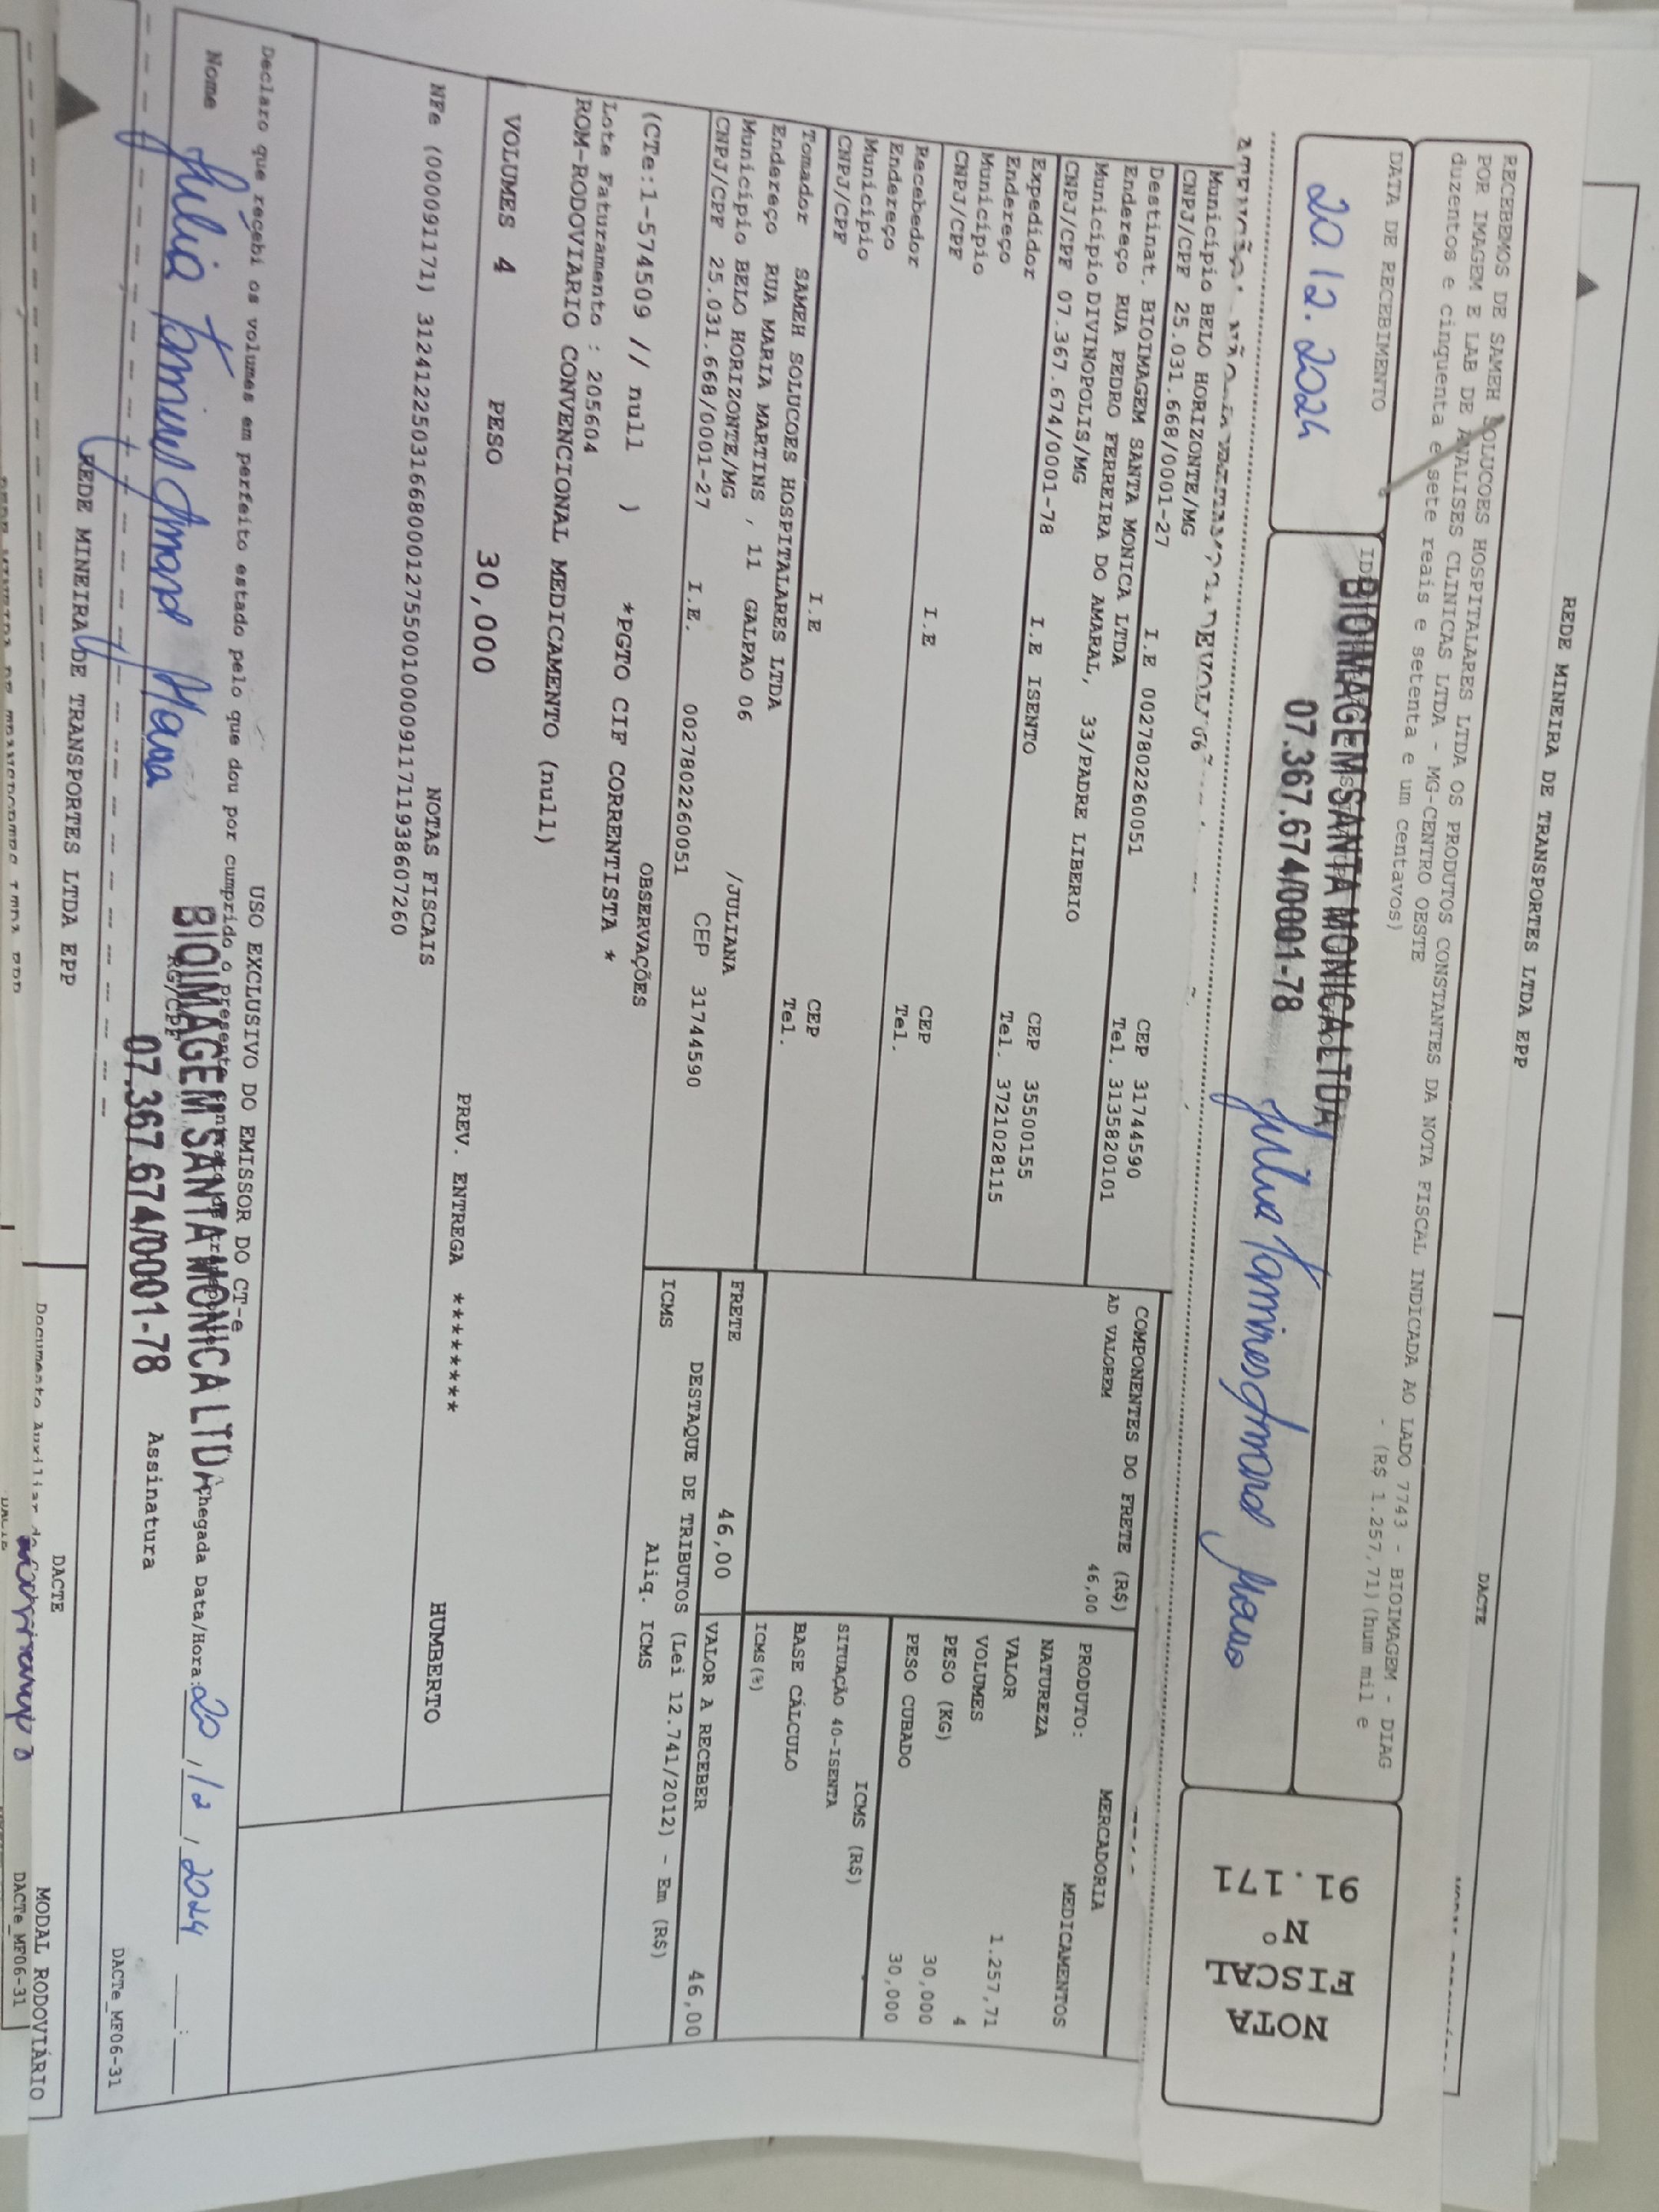 REDE MINEIRA DE TRANSPORTES LTDA EPP
DACTE
RECEBEMOS DE SAMEH SOLUCOES HOSPITALARES LTDA OS PRODUTOS CONSTANTES DA NOTA FISCAL INDICADA AO LADO 7743 - BIOIMAGEM - DIAG
POR IMAGEM E LAB DE ANALISES CLINICAS LTDA - MG-CENTRO OESTE - (R$ 1.257,71) (hum mil e
duzentos e cinquenta e sete reais e setenta e um centavos)
DATA DE RECEBIMENTO
20.12.2024
BIOIMAGEM SANTA MONICA LTDA
07.367.674/0001-78
NOTA
FISCAL
Nº
91.171
Município BELO HORIZONTE/MG
CNPJ/CPF 25.031.668/0001-27 I.E 0027802260051 CEP 31744590
Tel. 3135820101
Destinat. BIOIMAGEM SANTA MONICA LTDA
Endereço RUA PEDRO FERREIRA DO AMARAL, 33/PADRE LIBERIO
Município DIVINOPOLIS/MG CEP 35500155
CNPJ/CPF 07.367.674/0001-78 I.E ISENTO Tel. 3721028115
Expedidor
Endereço
Município CEP
CNPJ/CPF I.E Tel.
Recebedor
Endereço
Município CEP
CNPJ/CPF I.E Tel.
Tomador SAMEH SOLUCOES HOSPITALARES LTDA
Endereço RUA MARIA MARTINS , 11 GALPAO 06 /JULIANA
Município BELO HORIZONTE/MG CEP 31744590
CNPJ/CPF 25.031.668/0001-27 I.E. 0027802260051
COMPONENTES DO FRETE (R$)
AD VALOREM 46,00
MERCADORIA
PRODUTO: MEDICAMENTOS
NATUREZA
VALOR 1.257,71
VOLUMES 4
PESO (KG) 30,000
PESO CUBADO 30,000
ICMS (R$)
SITUAÇÃO 40-ISENTA
BASE CÁLCULO
ICMS(%)
FRETE 46,00 VALOR A RECEBER 46,00
DESTAQUE DE TRIBUTOS (Lei 12.741/2012) - Em (R$)
ICMS Aliq. ICMS
OBSERVAÇÕES
(CTe:1-574509 // null ) *PGTO CIF CORRENTISTA *
Lote Faturamento : 205604
ROM-RODOVIARIO CONVENCIONAL MEDICAMENTO (null)
VOLUMES 4 PESO 30,000
NOTAS FISCAIS PREV. ENTREGA ******** HUMBERTO
NFe (000091171) 31241225031668000127550010000911711938607260
USO EXCLUSIVO DO EMISSOR DO CT-e
Declaro que recebi os volumes em perfeito estado pelo que dou por cumprido o presente contrato de transporte
BIOIMAGEM SANTA MONICA LTDA
07.367.674/0001-78
Chegada Data/Hora: 20/12/2024 :
Nome RG/CPF Assinatura
DACTe_MF06-31
REDE MINEIRA DE TRANSPORTES LTDA EPP
DACTE
MODAL RODOVIÁRIO
DACTe_MF06-31